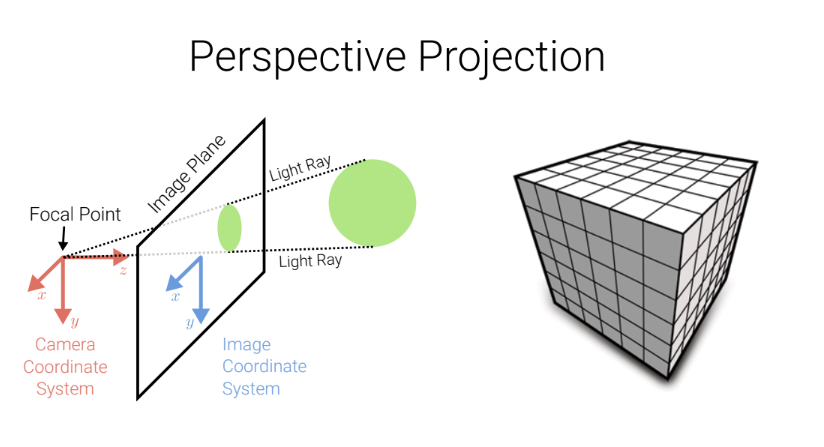 Perspective Projection
Image Plane
Light Ray
Focal Point
Light Ray
z
x
y
x
y
Camera
Coordinate
System
Image
Coordinate
System